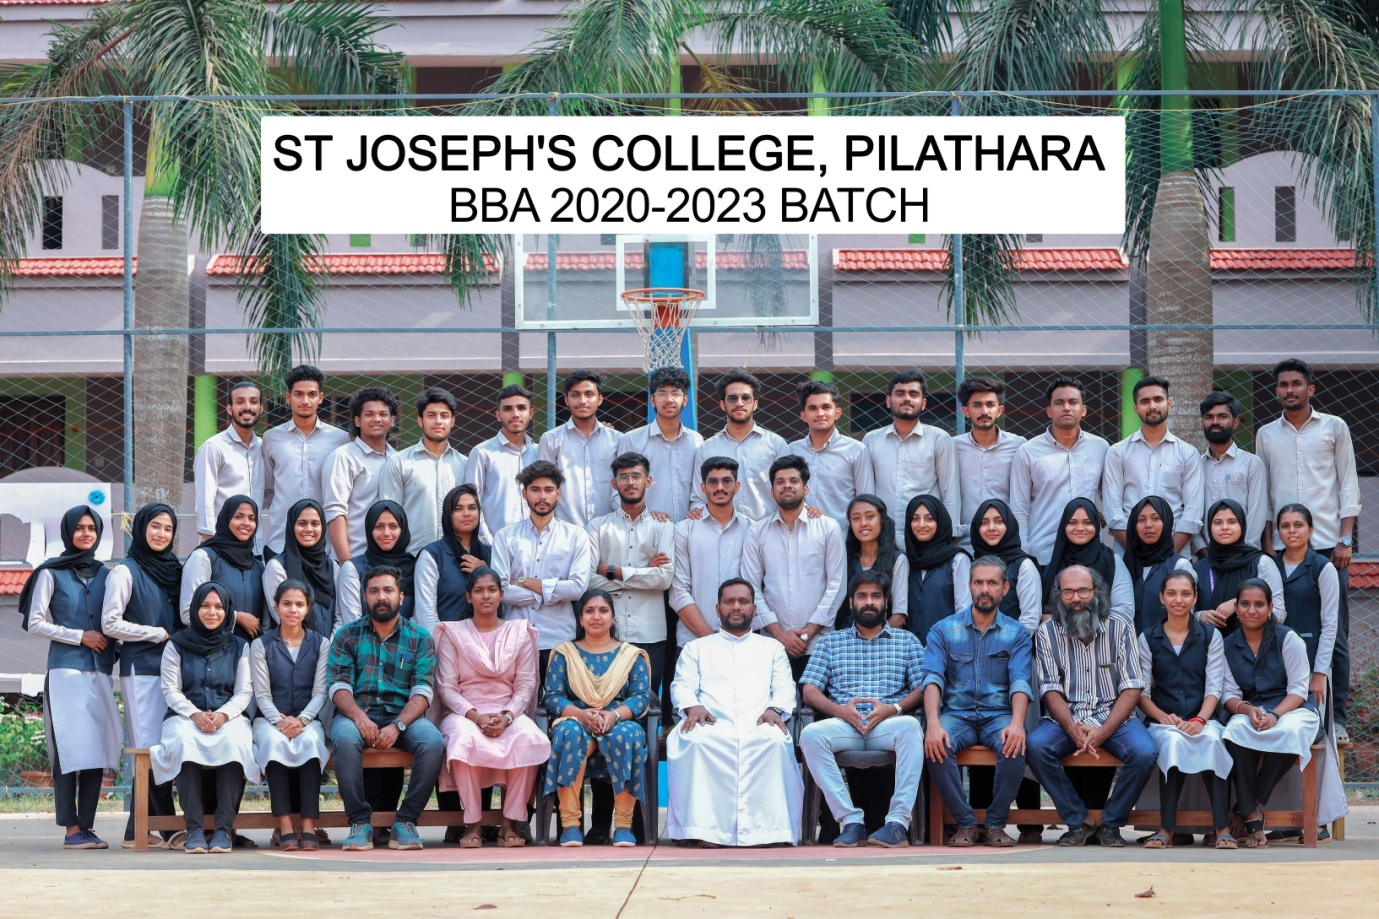 ST JOSEPH'S COLLEGE, PILATHARA
BBA 2020-2023 BATCH